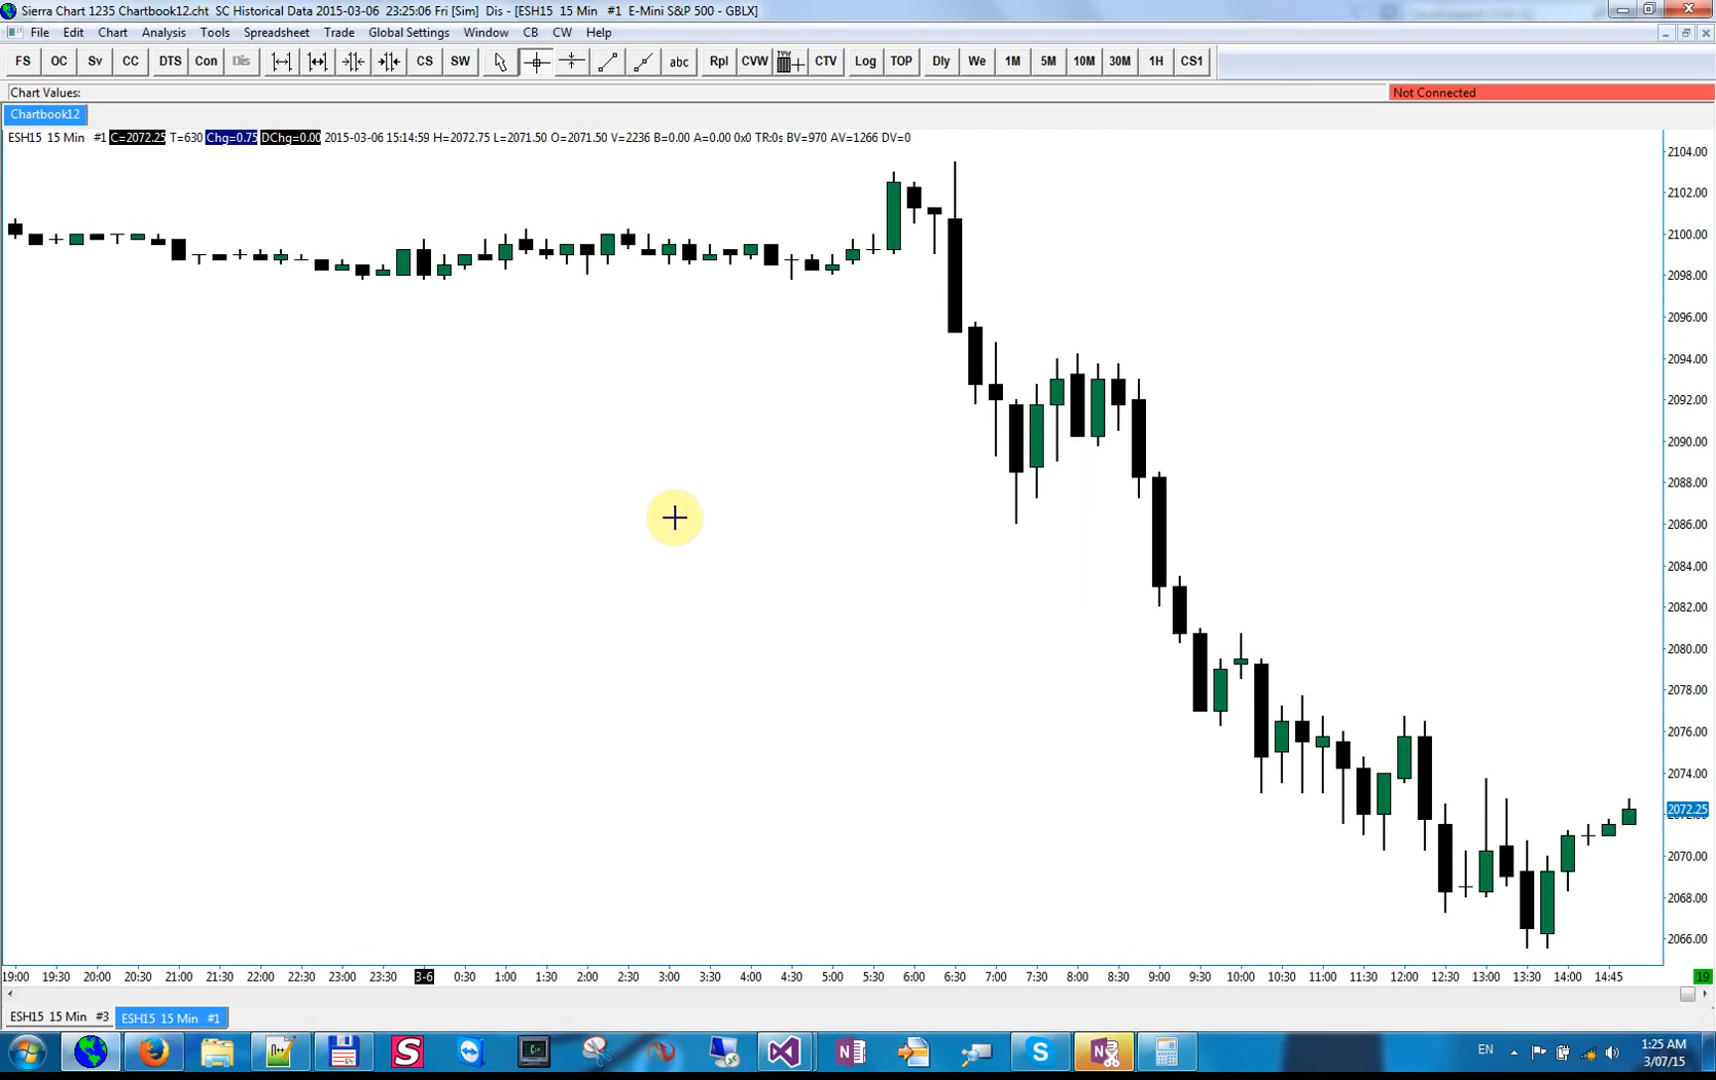 Sierra Chart 1235 Chartbook12.cht  SC Historical Data 2015-03-06  23:25:06 Fri [Sim]  Dis - [ESH15  15 Min   #1  E-Mini S&P 500 - GBLX]
File Edit Chart Analysis Tools Spreadsheet Trade Global Settings Window CB CW Help
FS OC Sv CC DTS Con Dis CS SW abc Rpl CVW CTV Log TOP Dly We 1M 5M 10M 30M 1H CS1
Chart Values: Not Connected
Chartbook12
ESH15  15 Min   #1 C=2072.25 T=630 Chg=0.75 DChg=0.00 2015-03-06 15:14:59 H=2072.75 L=2071.50 O=2071.50 V=2236 B=0.00 A=0.00 0x0 TR:0s BV=970 AV=1266 DV=0
2104.00
2102.00
2100.00
2098.00
2096.00
2094.00
2092.00
2090.00
2088.00
2086.00
2084.00
2082.00
2080.00
2078.00
2076.00
2074.00
2072.25
2070.00
2068.00
2066.00
19:00 19:30 20:00 20:30 21:00 21:30 22:00 22:30 23:00 23:30 3-6 0:30 1:00 1:30 2:00 2:30 3:00 3:30 4:00 4:30 5:00 5:30 6:00 6:30 7:00 7:30 8:00 8:30 9:00 9:30 10:00 10:30 11:00 11:30 12:00 12:30 13:00 13:30 14:00 14:45 19
ESH15  15 Min   #3 ESH15  15 Min   #1
EN 1:25 AM
3/07/15